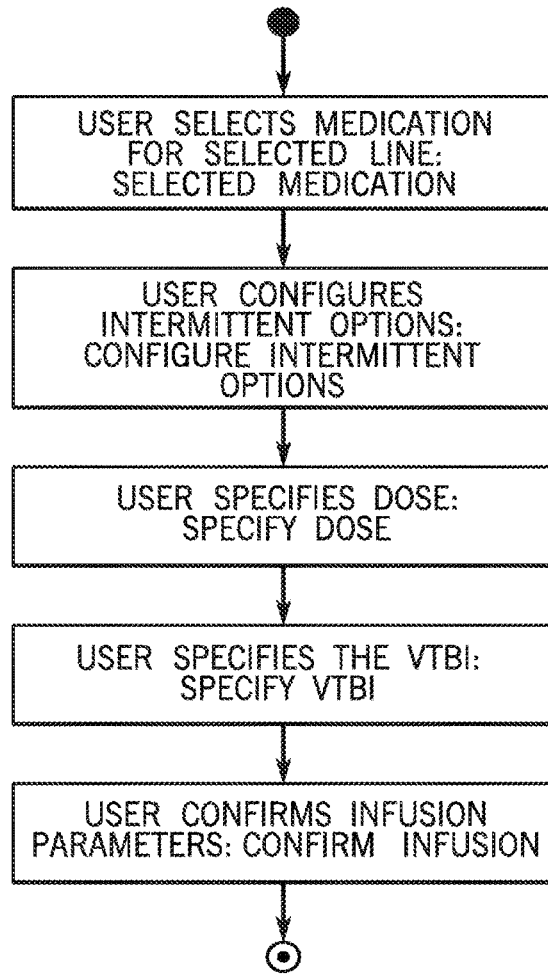 USER SELECTS MEDICATION
FOR SELECTED LINE:
SELECTED MEDICATION
USER CONFIGURES
INTERMITTENT OPTIONS:
CONFIGURE INTERMITTENT
OPTIONS
USER SPECIFIES DOSE:
SPECIFY DOSE
USER SPECIFIES THE VTBI:
SPECIFY VTBI
USER CONFIRMS INFUSION
PARAMETERS: CONFIRM INFUSION